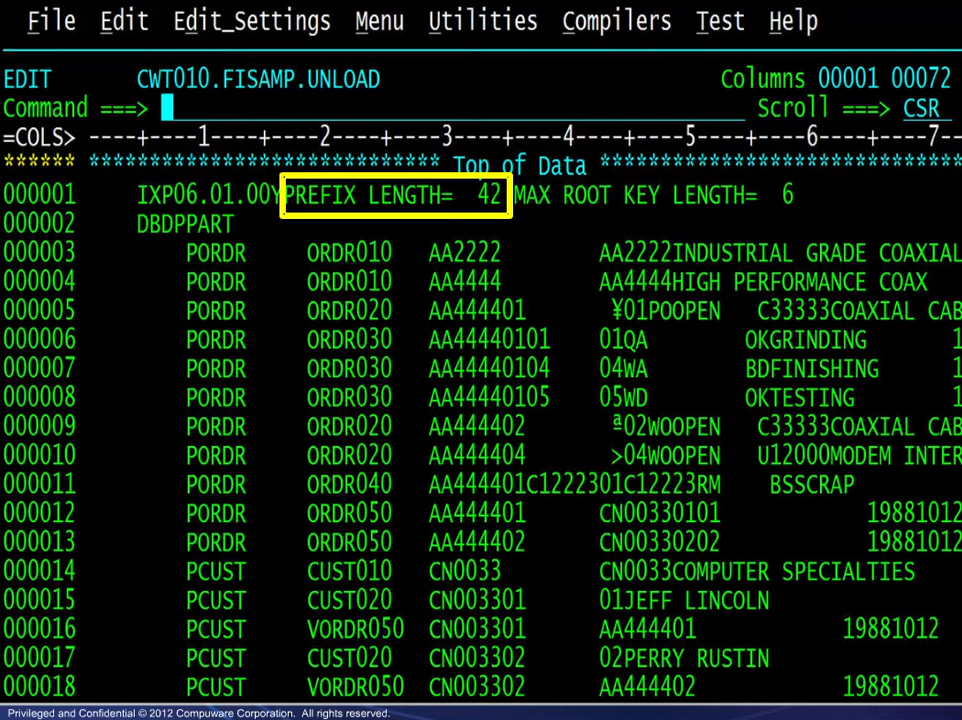 File Edit Edit_Settings Menu Utilities Compilers Test Help
EDIT CWT010.FISAMP.UNLOAD Columns 00001 00072
Command ===> Scroll ===> CSR
=COLS> ----+----1----+----2----+----3----+----4----+----5----+----6----+----7--
****** ***************************** Top of Data ******************************
000001 IXP06.01.00YPREFIX LENGTH= 42 MAX ROOT KEY LENGTH= 6
000002 DBDPPART
000003 PORDR ORDR010 AA2222 AA2222INDUSTRIAL GRADE COAXIAL
000004 PORDR ORDR010 AA4444 AA4444HIGH PERFORMANCE COAX
000005 PORDR ORDR020 AA444401 ¥01POOPEN C33333COAXIAL CAB
000006 PORDR ORDR030 AA44440101 01QA OKGRINDING 1
000007 PORDR ORDR030 AA44440104 04WA BDFINISHING 1
000008 PORDR ORDR030 AA44440105 05WD OKTESTING 1
000009 PORDR ORDR020 AA444402 ª02WOOPEN C33333COAXIAL CAB
000010 PORDR ORDR020 AA444404 >04WOOPEN U12000MODEM INTER
000011 PORDR ORDR040 AA444401C1222301C12223RM BSSCRAP
000012 PORDR ORDR050 AA444401 CN00330101 19881012
000013 PORDR ORDR050 AA444402 CN00330202 19881012
000014 PCUST CUST010 CN0033 CN0033COMPUTER SPECIALTIES
000015 PCUST CUST020 CN003301 01JEFF LINCOLN
000016 PCUST VORDR050 CN003301 AA444401 19881012
000017 PCUST CUST020 CN003302 02PERRY RUSTIN
000018 PCUST VORDR050 CN003302 AA444402 19881012
Privileged and Confidential © 2012 Compuware Corporation. All rights reserved.